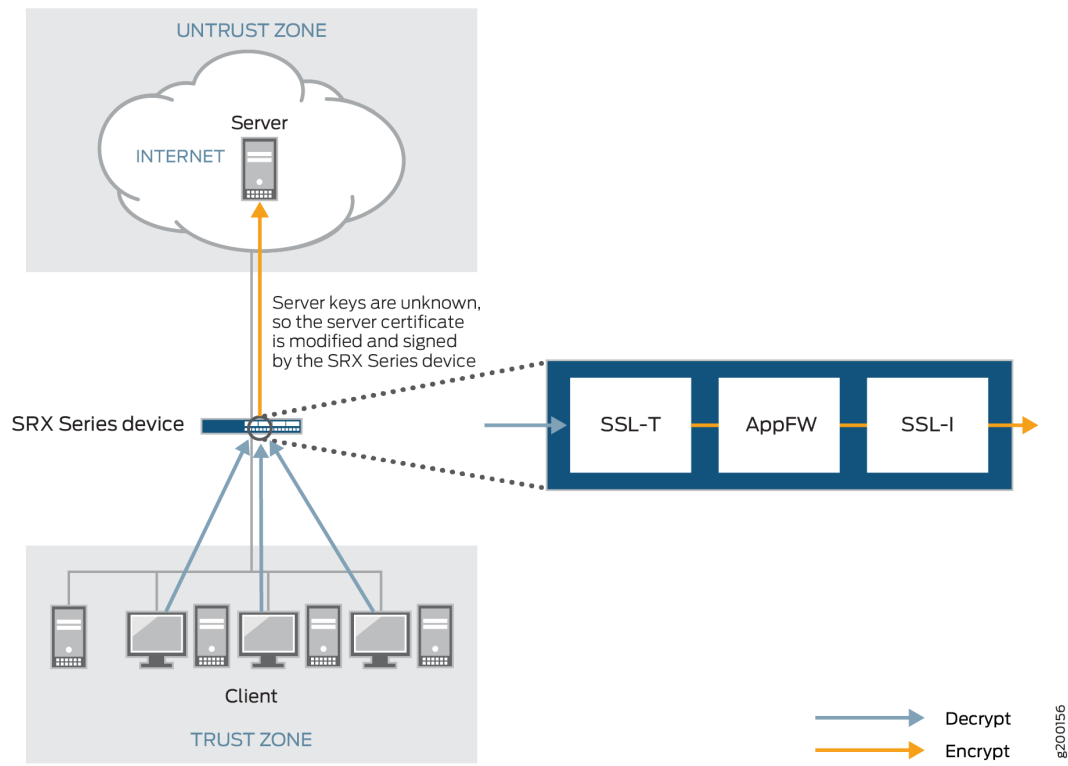 UNTRUST ZONE
Server
INTERNET
Server keys are unknown,
so the server certificate
is modified and signed
by the SRX Series device
SRX Series device
SSL-T
AppFW
SSL-I
Client
TRUST ZONE
Decrypt
Encrypt
g200156